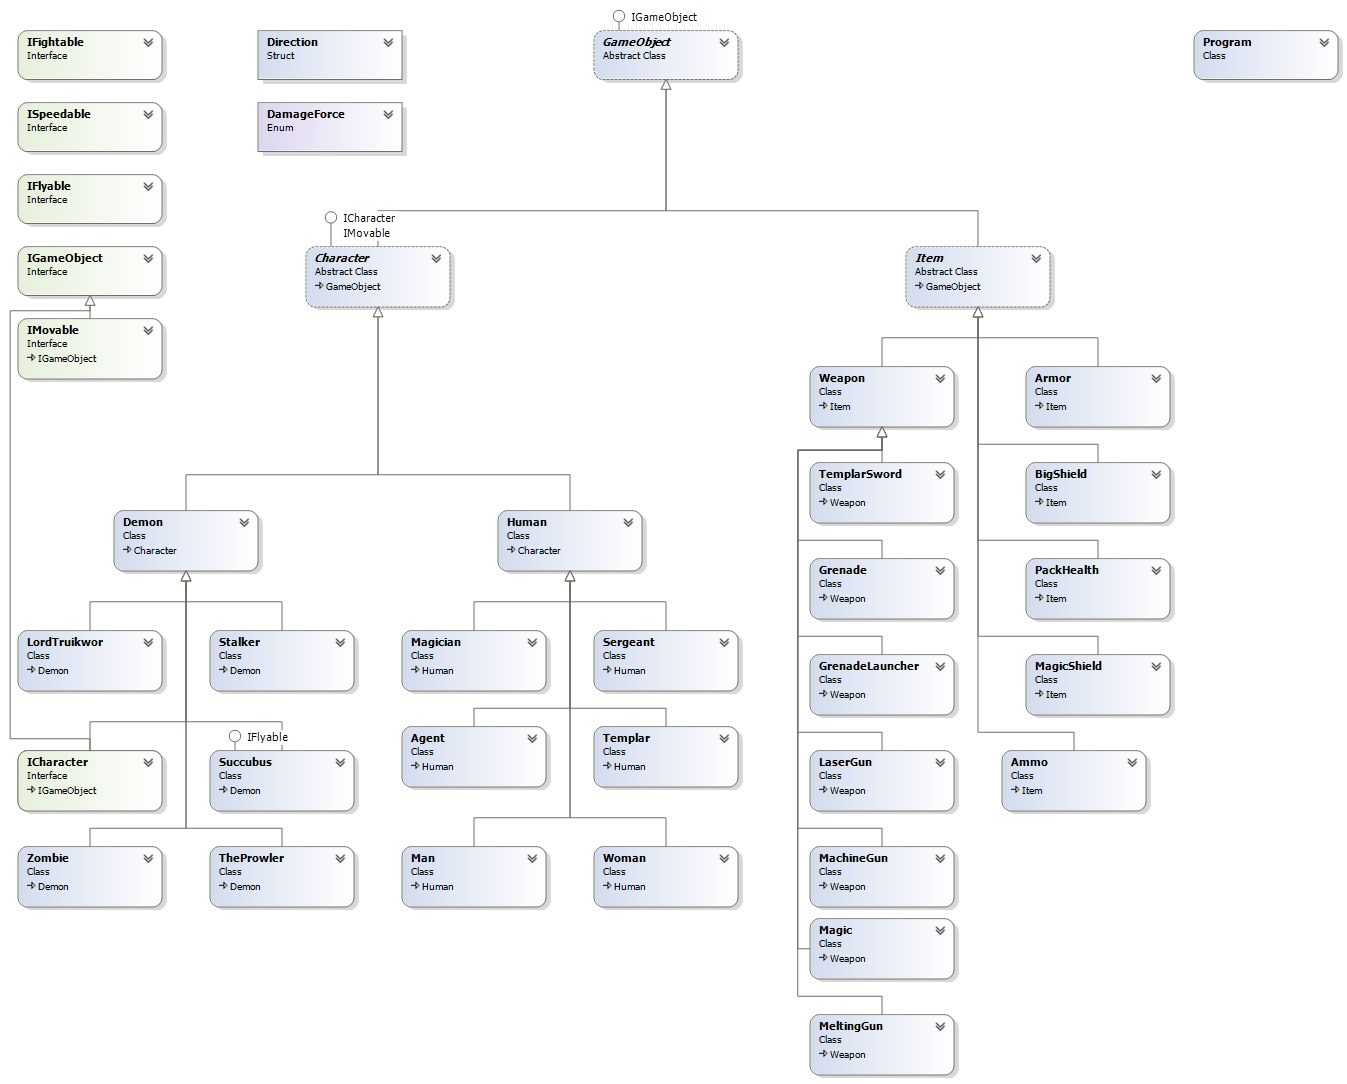 IGameObject
IFightable
Interface
Direction
Struct
GameObject
Abstract Class
Program
Class
ISpeedable
Interface
DamageForce
Enum
IFlyable
Interface
ICharacter
IMovable
IGameObject
Interface
Character
Abstract Class
GameObject
Item
Abstract Class
GameObject
IMovable
Interface
IGameObject
Weapon
Class
Item
Armor
Class
Item
TemplarSword
Class
Weapon
BigShield
Class
Item
Demon
Class
Character
Human
Class
Character
Grenade
Class
Weapon
PackHealth
Class
Item
LordTruikwor
Class
Demon
Stalker
Class
Demon
Magician
Class
Human
Sergeant
Class
Human
GrenadeLauncher
Class
Weapon
MagicShield
Class
Item
IFlyable
Agent
Class
Human
Templar
Class
Human
ICharacter
Interface
IGameObject
Succubus
Class
Demon
LaserGun
Class
Weapon
Ammo
Class
Item
Zombie
Class
Demon
TheProwler
Class
Demon
Man
Class
Human
Woman
Class
Human
MachineGun
Class
Weapon
Magic
Class
Weapon
MeltingGun
Class
Weapon